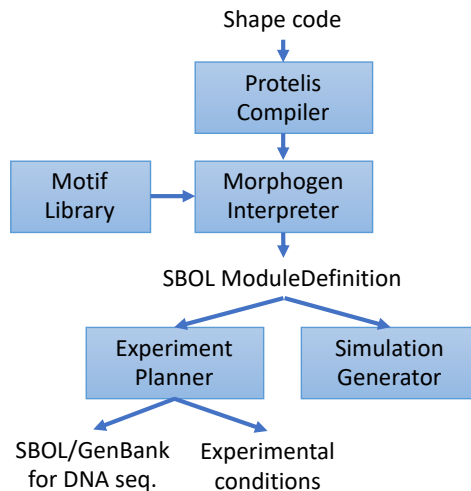 Shape code
Protelis
Compiler
Motif
Library
Morphogen
Interpreter
SBOL ModuleDefinition
Experiment
Planner
Simulation
Generator
SBOL/GenBank
for DNA seq.
Experimental
conditions